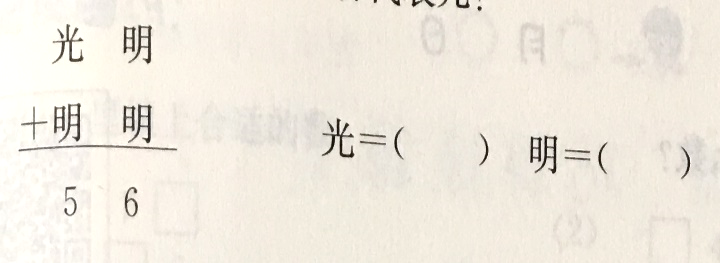 光 明
+明 明
5 6
光=( ) 明=( )